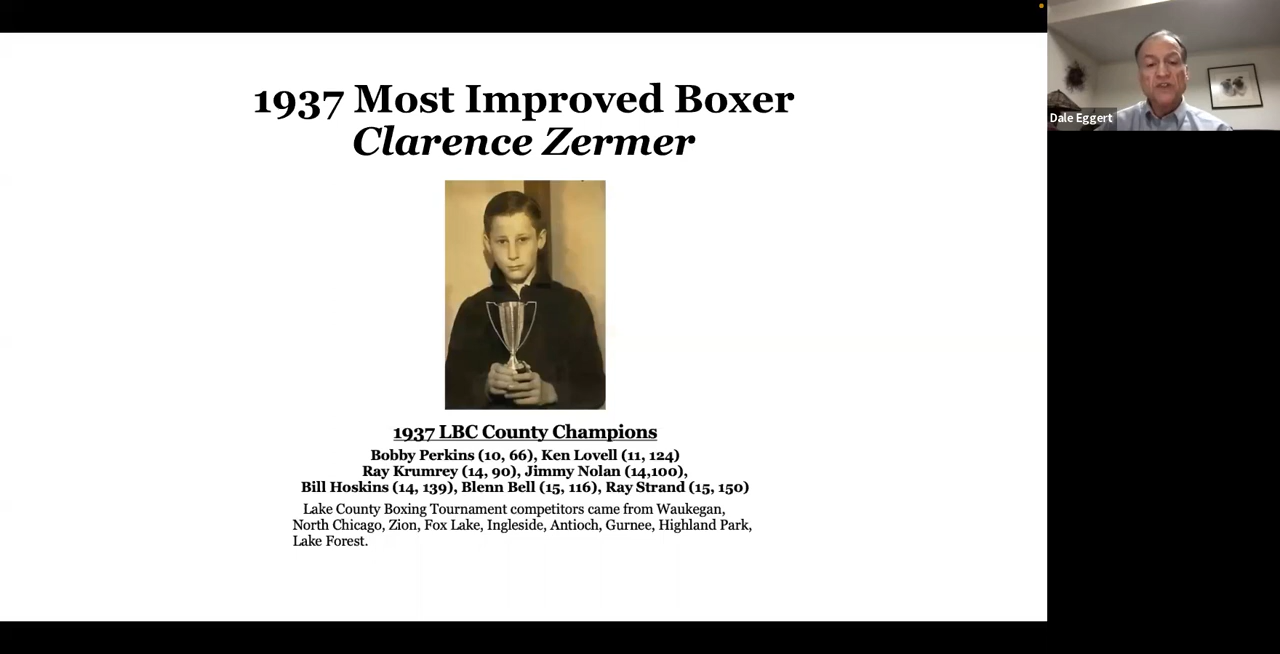 1937 Most Improved Boxer
Clarence Zermer
1937 LBC County Champions
Bobby Perkins (10, 66), Ken Lovell (11, 124)
Ray Krumrey (14, 90), Jimmy Nolan (14,100),
Bill Hoskins (14, 139), Blenn Bell (15, 116), Ray Strand (15, 150)
Lake County Boxing Tournament competitors came from Waukegan,
North Chicago, Zion, Fox Lake, Ingleside, Antioch, Gurnee, Highland Park,
Lake Forest.
Dale Eggert